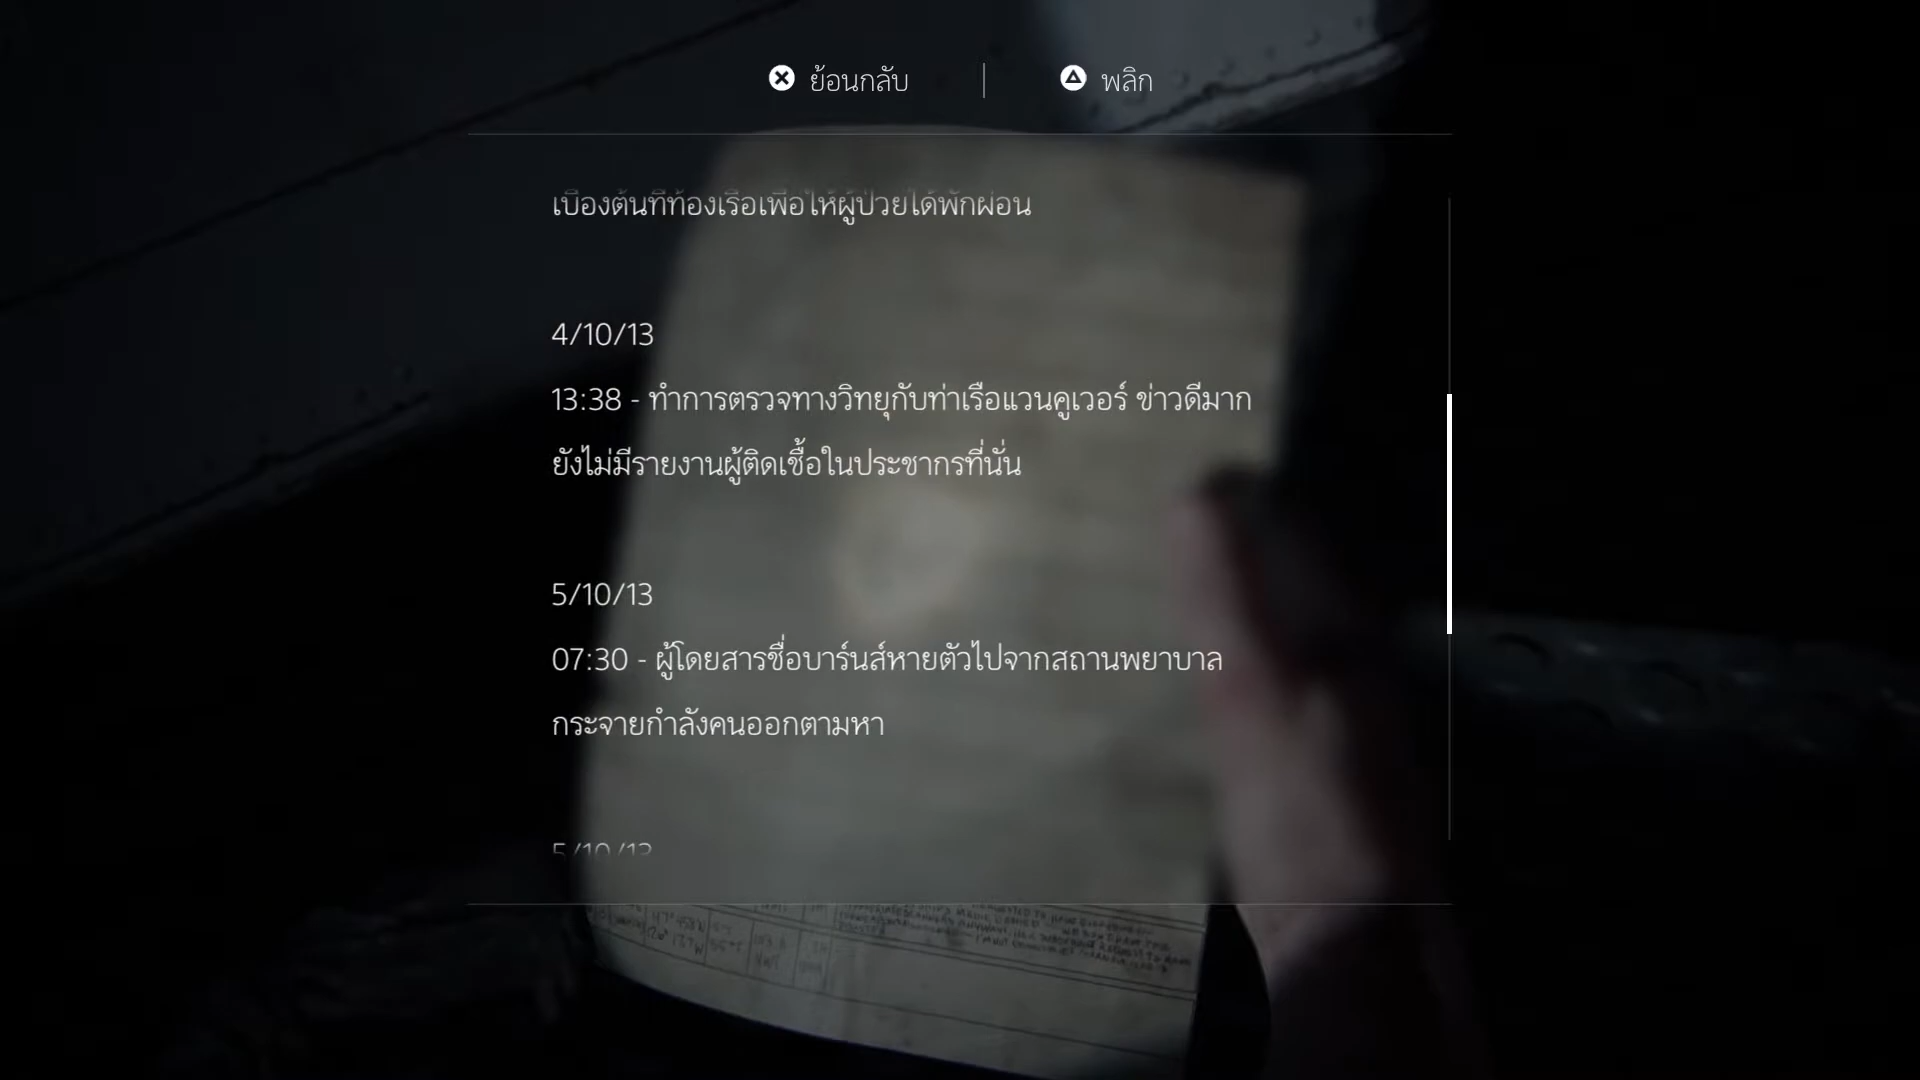 ย้อนกลับ | พลิก
เบื้องต้นที่ท้องเรือเพื่อให้ผู้ป่วยได้พักผ่อน
4/10/13
13:38 - ทำการตรวจทางวิทยุกับท่าเรือแวนคูเวอร์ ข่าวดีมาก
ยังไม่มีรายงานผู้ติดเชื้อในประชากรที่นั่น
5/10/13
07:30 - ผู้โดยสารชื่อบาร์นส์หายตัวไปจากสถานพยาบาล
กระจายกำลังคนออกตามหา
5/10/13